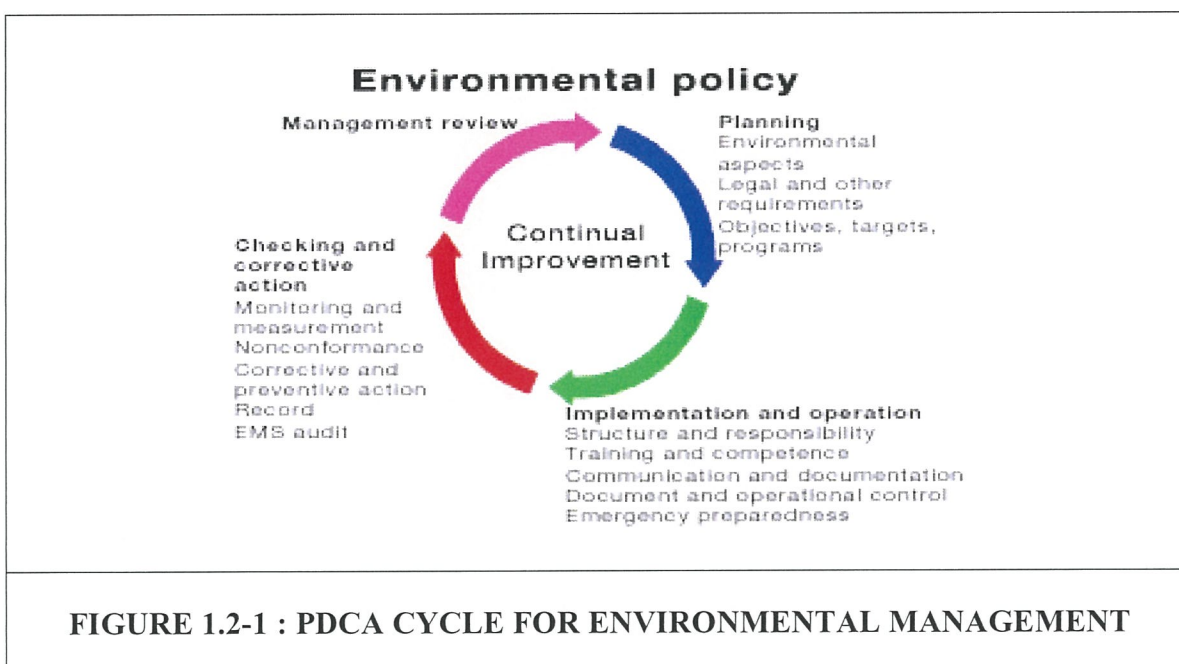 Environmental policy
Management review
Planning
Environmental
aspects
Legal and other
requirements
Objectives, targets,
programs
Continual
Improvement
Checking and
corrective
action
Monitoring and
measurement
Nonconformance
Corrective and
preventive action
Record
EMS audit
Implementation and operation
Structure and responsibility
Training and competence
Communication and documentation
Document and operational control
Emergency preparedness
FIGURE 1.2-1 : PDCA CYCLE FOR ENVIRONMENTAL MANAGEMENT